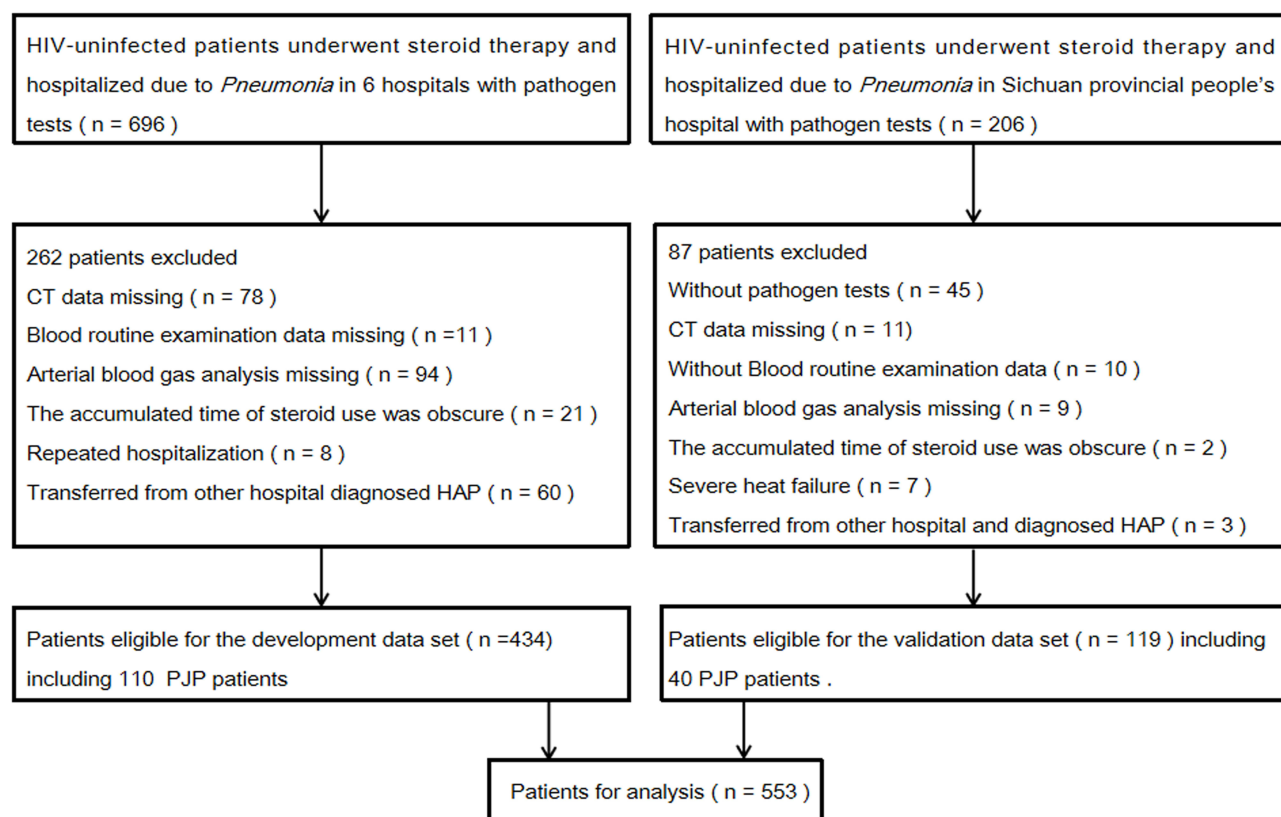 HIV-uninfected patients underwent steroid therapy and
hospitalized due to Pneumonia in 6 hospitals with pathogen
tests ( n = 696 )
HIV-uninfected patients underwent steroid therapy and
hospitalized due to Pneumonia in Sichuan provincial people's
hospital with pathogen tests ( n = 206 )
262 patients excluded
CT data missing ( n = 78 )
Blood routine examination data missing ( n =11 )
Arterial blood gas analysis missing ( n = 94 )
The accumulated time of steroid use was obscure ( n = 21 )
Repeated hospitalization ( n = 8 )
Transferred from other hospital diagnosed HAP ( n = 60 )
87 patients excluded
Without pathogen tests ( n = 45 )
CT data missing ( n = 11)
Without Blood routine examination data ( n = 10 )
Arterial blood gas analysis missing ( n = 9 )
The accumulated time of steroid use was obscure ( n = 2 )
Severe heat failure ( n = 7 )
Transferred from other hospital and diagnosed HAP ( n = 3 )
Patients eligible for the development data set ( n =434)
including 110 PJP patients
Patients eligible for the validation data set ( n = 119 ) including
40 PJP patients .
Patients for analysis ( n = 553 )